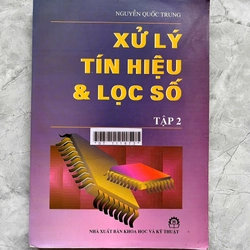 NGUYỄN QUỐC TRUNG
XỬ LÝ
TÍN HIỆU
& LỌC SỐ
TẬP 2
NHÀ XUẤT BẢN KHOA HỌC VÀ KỸ THUẬT